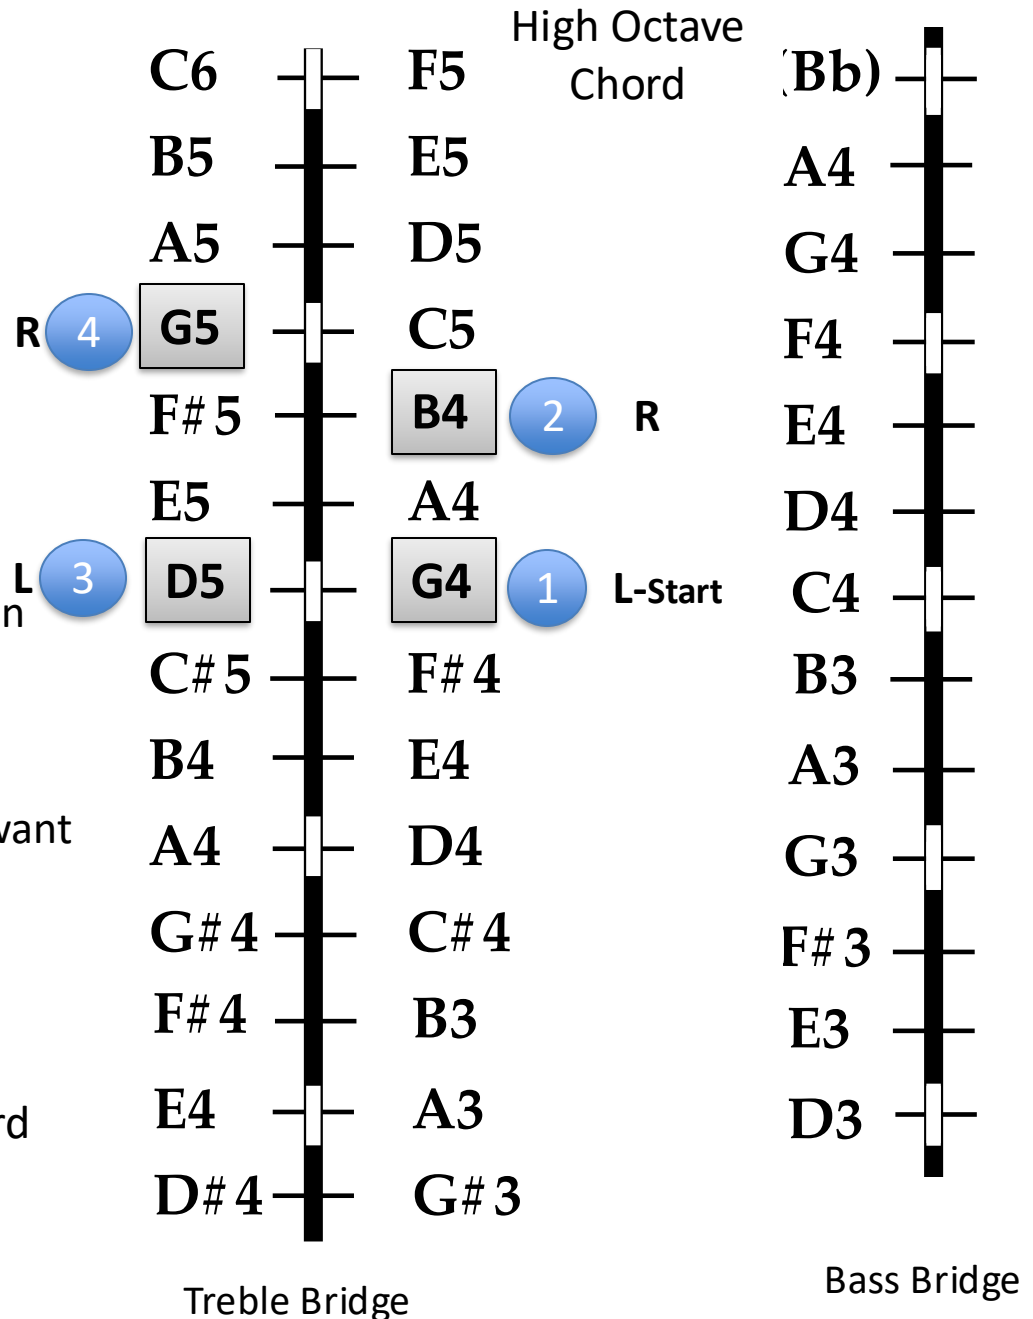 High Octave
Chord
C6 F5 (Bb)
B5 E5 A4
A5 D5 G4
R 4 G5 C5 F4
F#5 B4 2 R E4
E5 A4 D4
L 3 D5 G4 1 L-Start C4
n
C#5 F#4 B3
B4 E4 A3
vant
A4 D4 G3
G#4 C#4 F#3
F#4 B3 E3
rd
E4 A3 D3
D#4 G#3
Treble Bridge
Bass Bridge